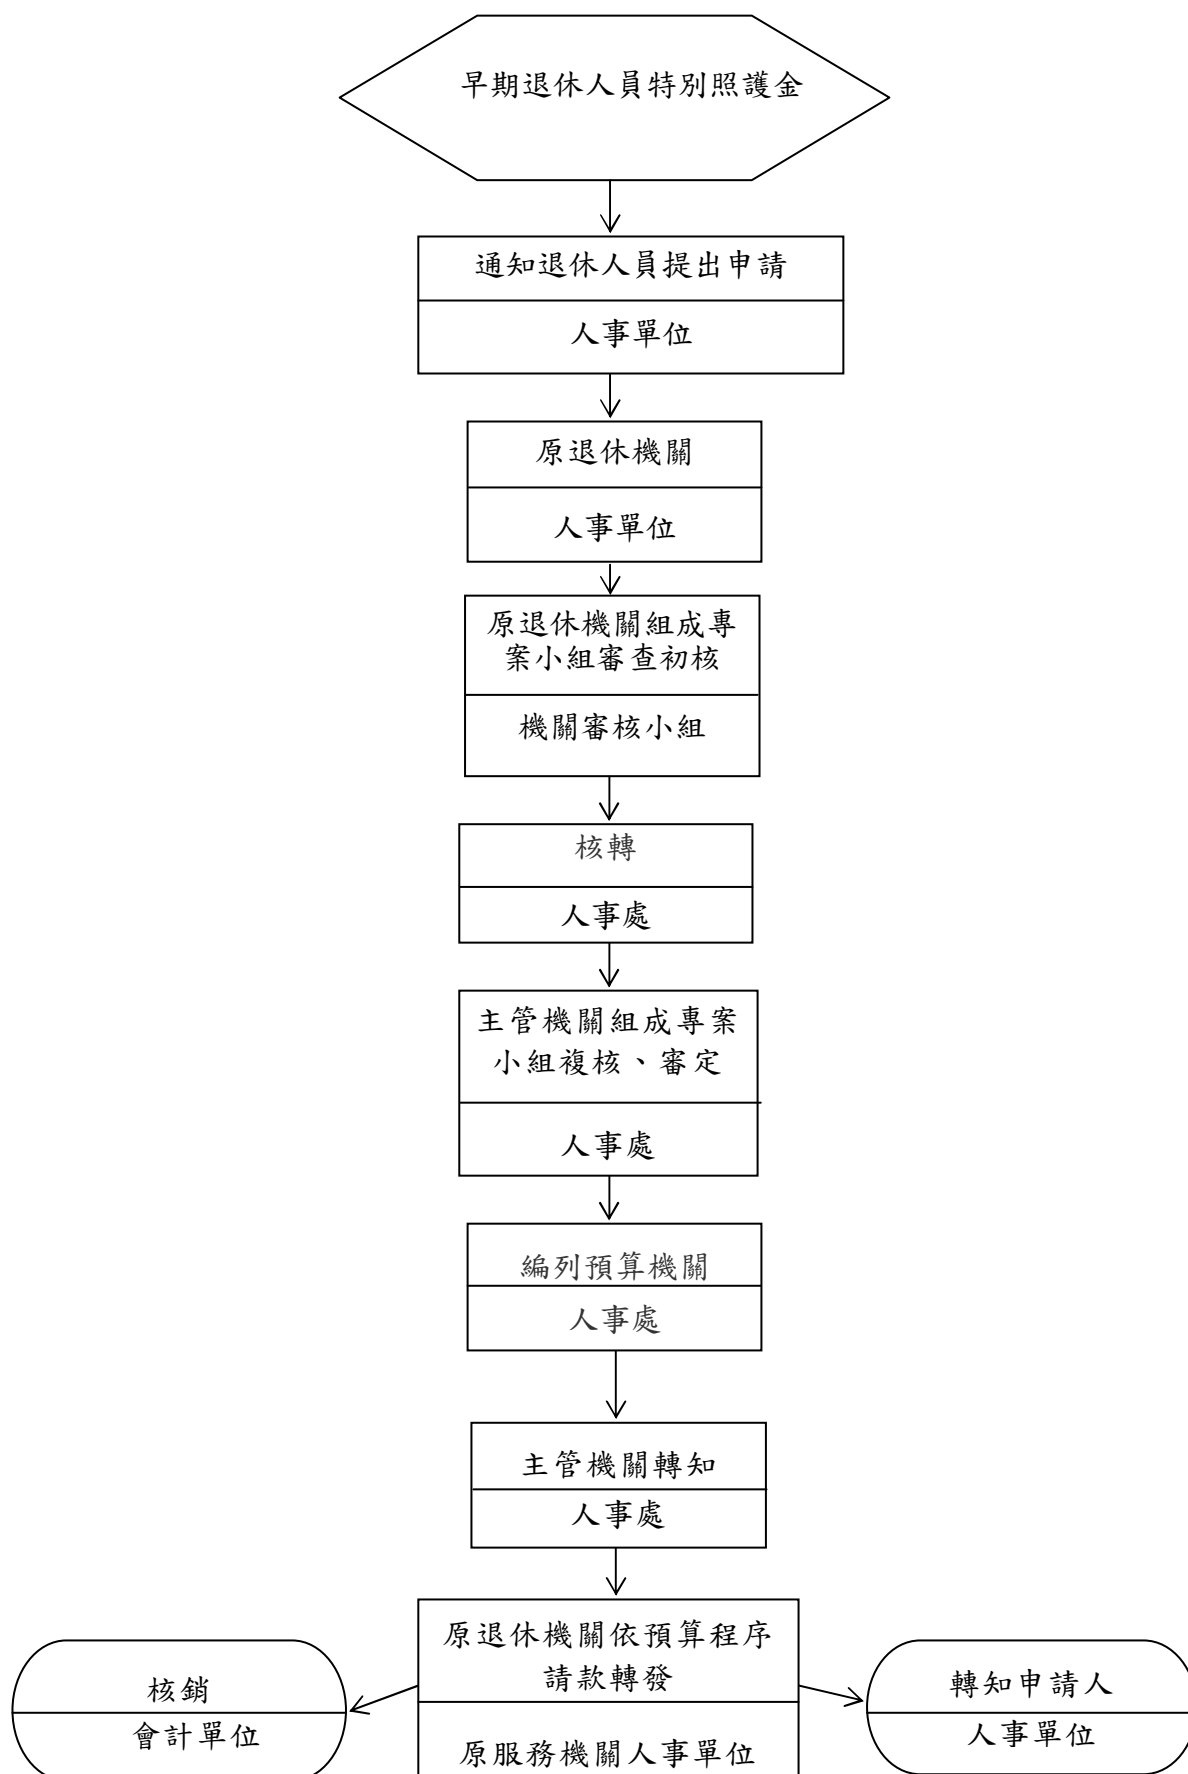 早期退休人員特別照護金
通知退休人員提出申請
人事單位
原退休機關
人事單位
原退休機關組成專
案小組審查初核
機關審核小組
核轉
人事處
主管機關組成專案
小組複核、審定
人事處
編列預算機關
人事處
主管機關轉知
人事處
原退休機關依預算程序
請款轉發
原服務機關人事單位
核銷
會計單位
轉知申請人
人事單位